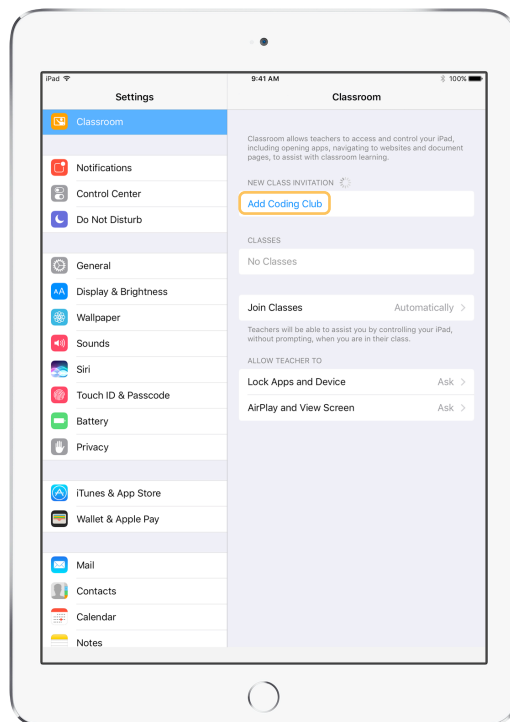 iPad
9:41 AM
100%
Settings
Classroom
Classroom
Notifications
Control Center
Do Not Disturb
General
AA
Display & Brightness
Wallpaper
Sounds
Siri
Touch ID & Passcode
Battery
Privacy
iTunes & App Store
Wallet & Apple Pay
Mail
Contacts
Calendar
Notes
Classroom allows teachers to access and control your iPad,
including opening apps, navigating to websites and document
pages, to assist with classroom learning.
NEW CLASS INVITATION
Add Coding Club
CLASSES
No Classes
Join Classes
Automatically >
Teachers will be able to assist you by controlling your iPad,
without prompting, when you are in their class.
ALLOW TEACHER TO
Lock Apps and Device
Ask >
AirPlay and View Screen
Ask >